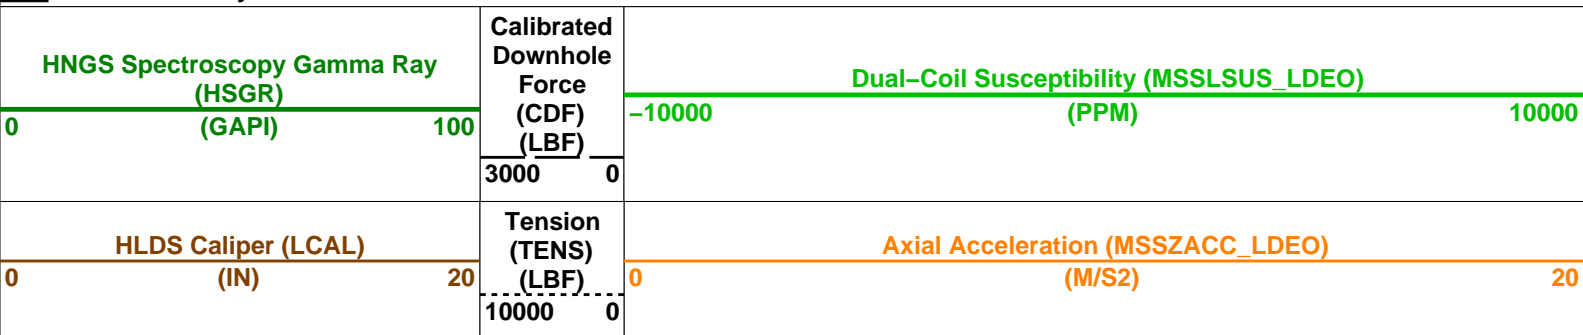 HNGS Spectroscopy Gamma Ray
(HSGR)
0 (GAPI) 100
Calibrated
Downhole
Force
(CDF)
(LBF)
3000 0
Dual−Coil Susceptibility (MSSLSUS_LDEO)
−10000 (PPM) 10000
HLDS Caliper (LCAL)
0 (IN) 20
Tension
(TENS)
(LBF)
10000 0
Axial Acceleration (MSSZACC_LDEO)
0 (M/S2) 20